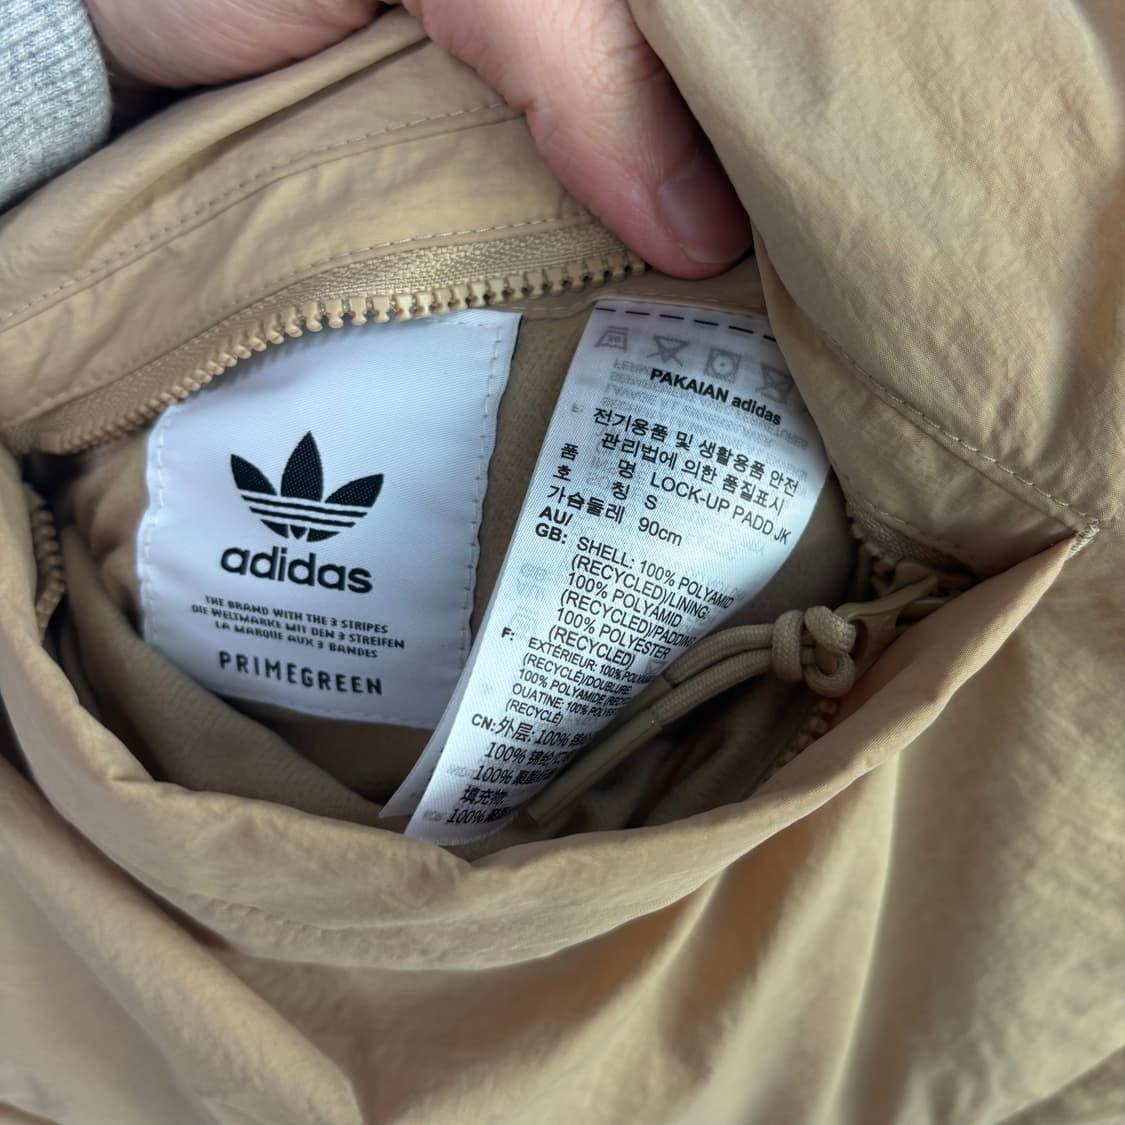 adidas
THE BRAND WITH THE 3 STRIPES
DIE WELTMARKE MIT DEN 3 STREIFEN
LA MARQUE AUX 3 BANDES
PRIMEGREEN
PAKAIAN adidas
전기용품 및 생활용품 안전
관리법에 의한 품질표시
품 명 LOCK-UP PADD JK
호 칭 S
가슴둘레 90cm
AU/
GB: SHELL: 100% POLYAMID
(RECYCLED)/LINING:
100% POLYAMID
(RECYCLED)/PADDING
100% POLYESTER
(RECYCLED)
F: EXTÉRIEUR: 100%
(RECYCLÉ)/DOUBLURE:
100% POLYAMIDE
OUATINE: 100%
(RECYCLÉ)
CN: 外层: 100%
100% 锦纶
100%
填充物:
100%